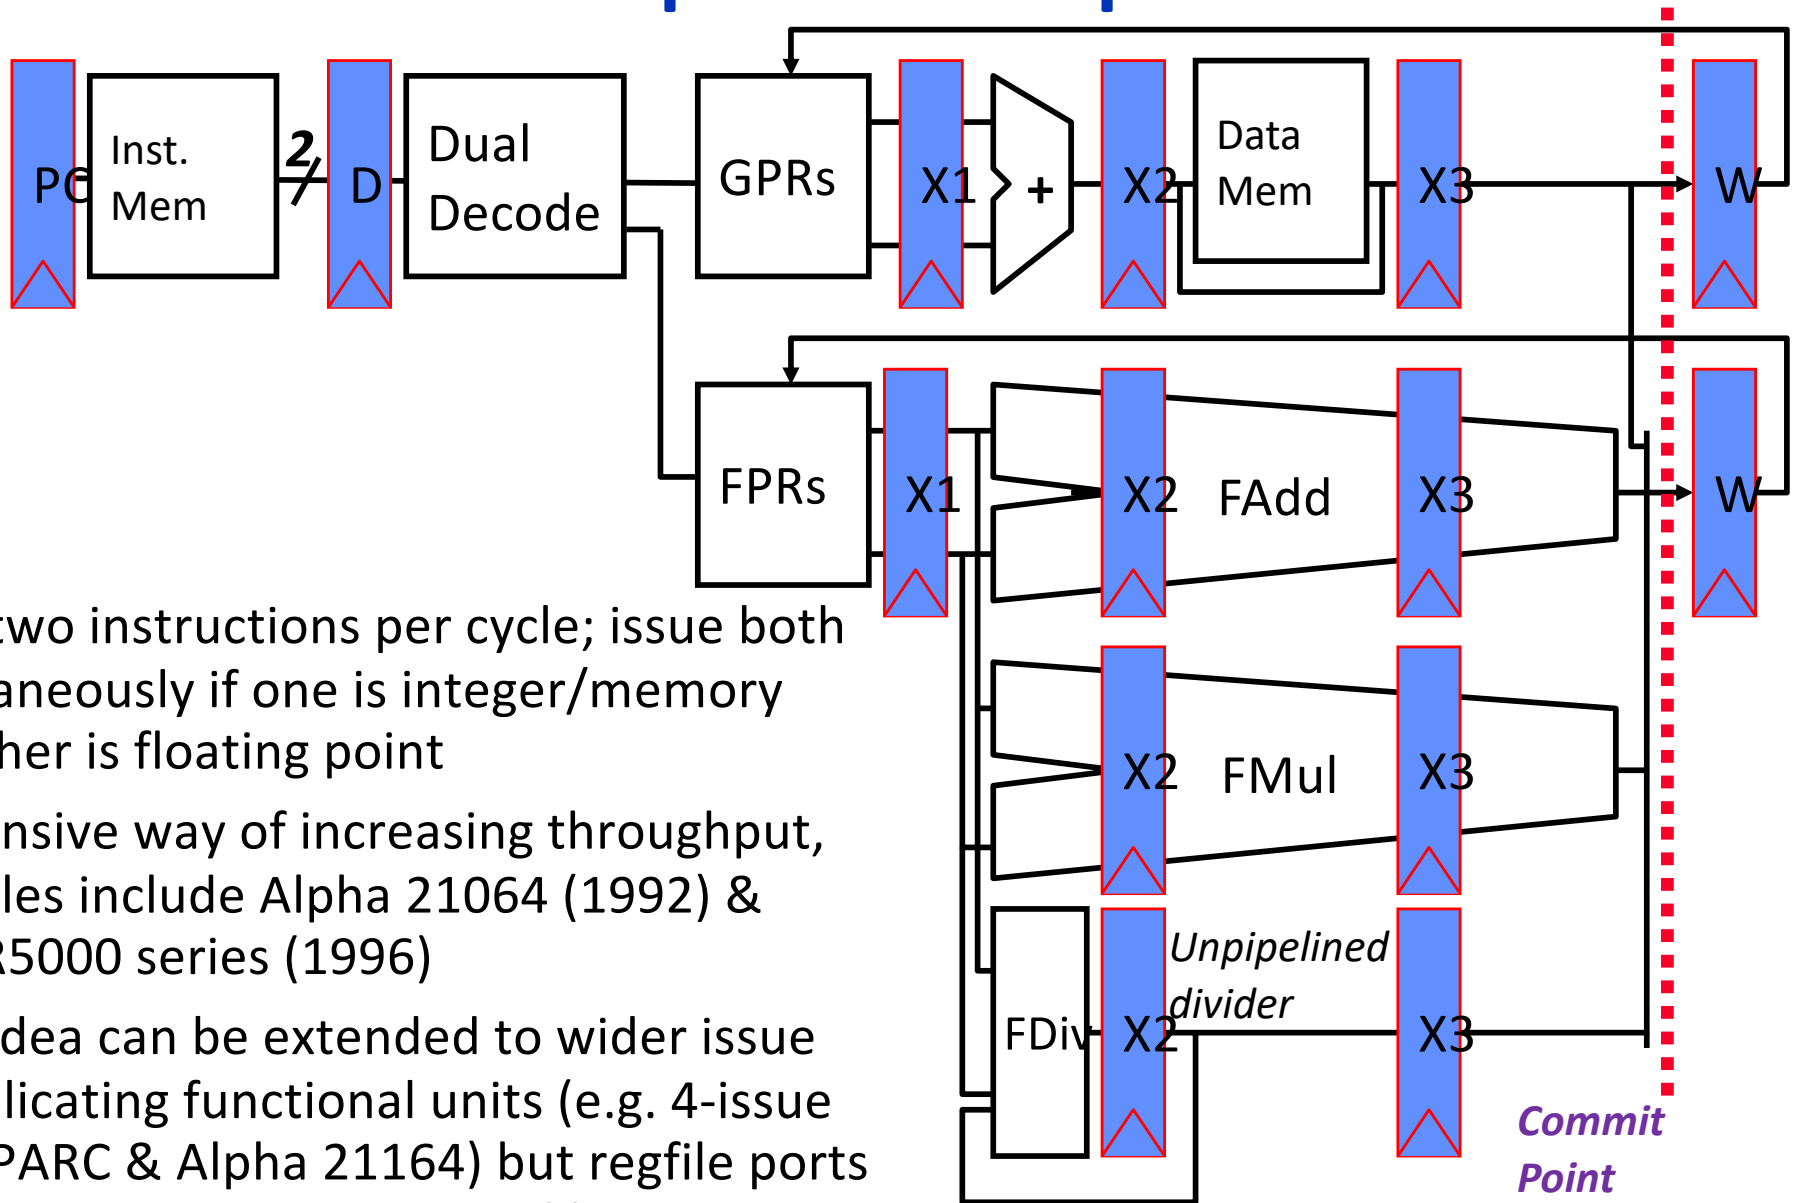 PC
Inst.
Mem
2
D
Dual
Decode
GPRs
X1
+
X2
Data
Mem
X3
W
FPRs
X1
X2
FAdd
X3
W
two instructions per cycle; issue both
aneously if one is integer/memory
her is floating point
X2
FMul
X3
nsive way of increasing throughput,
les include Alpha 21064 (1992) &
R5000 series (1996)
FDiv
X2
Unpipelined
divider
X3
dea can be extended to wider issue
licating functional units (e.g. 4-issue
PARC & Alpha 21164) but regfile ports
Commit
Point